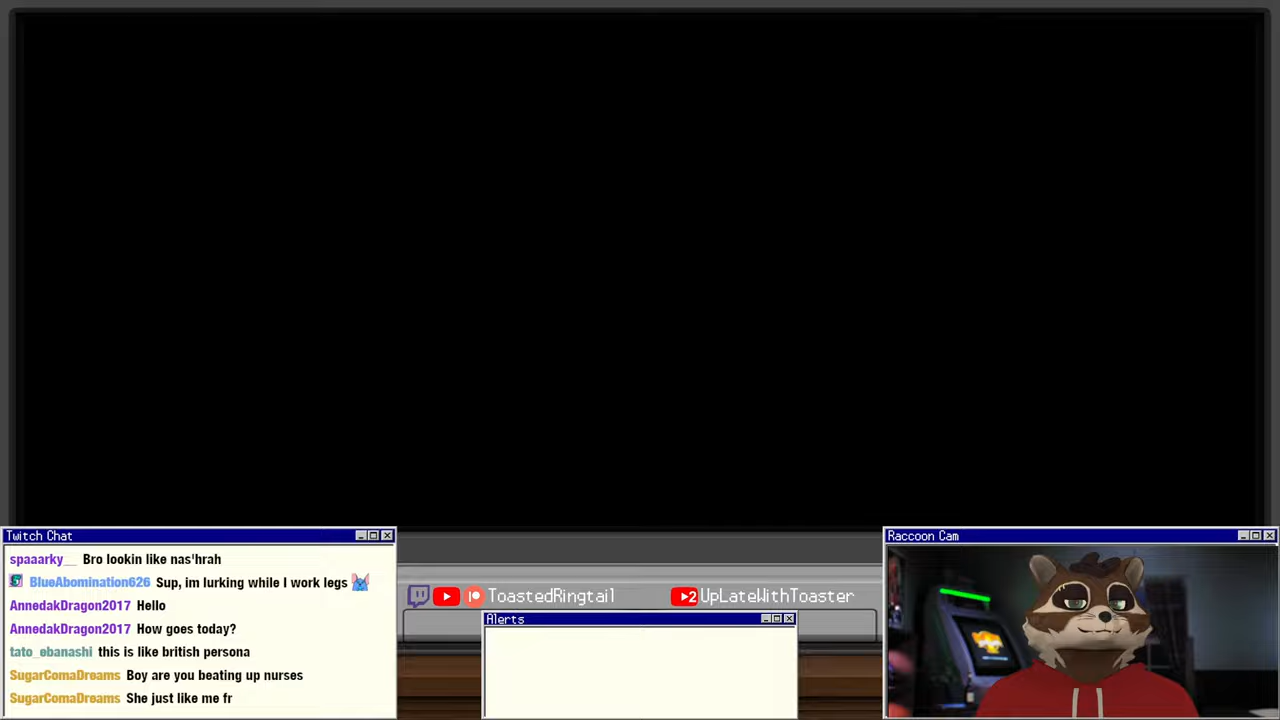 Twitch Chat
spaaarky__ Bro lookin like nas'hrah
BlueAbomination626 Sup, im lurking while I work legs
AnnedakDragon2017 Hello
AnnedakDragon2017 How goes today?
tato_obanashi this is like british persona
SugarComaDreams Boy are you beating up nurses
SugarComaDreams She just like me fr
ToastedRingtail
2 UpLateWithToaster
Alerts
Raccoon Cam